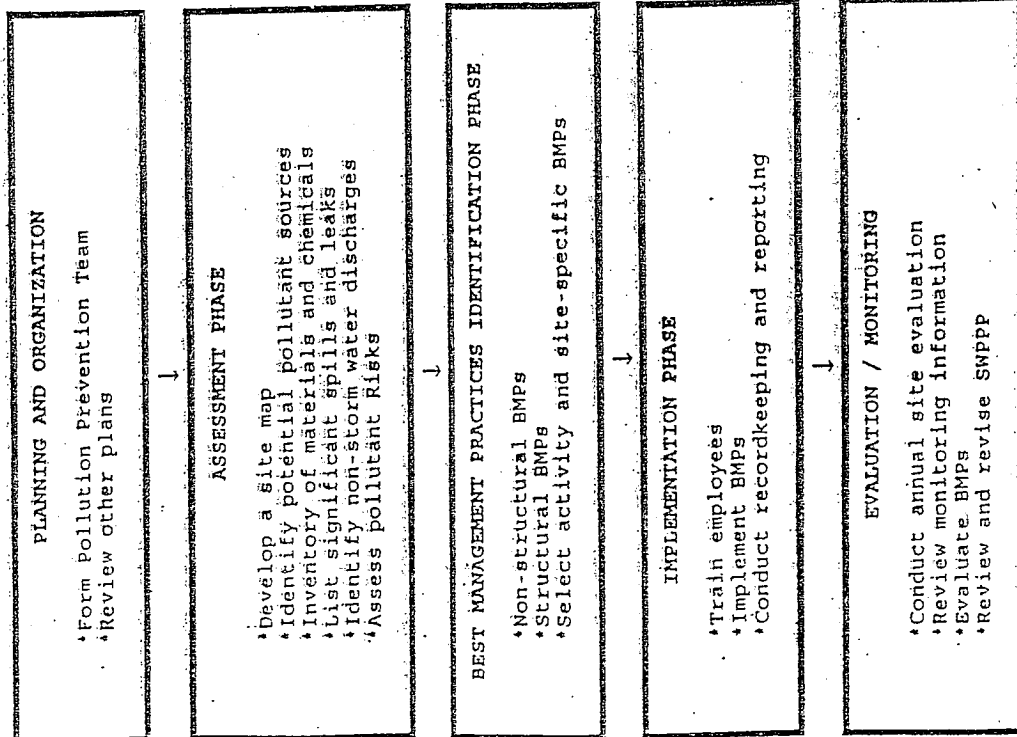 PLANNING AND ORGANIZATION
*Form Pollution Prevention Team
*Review other plans
↓
ASSESSMENT PHASE
*Develop a site map
*Identify potential pollutant sources
*Inventory of materials and chemicals
*List significant spills and leaks
*Identify non-storm water discharges
*Assess pollutant Risks
↓
BEST MANAGEMENT PRACTICES IDENTIFICATION PHASE
*Non-structural BMPs
*Structural BMPs
*Select activity and site-specific BMPs
↓
IMPLEMENTATION PHASE
*Train employees
*Implement BMPs
*Conduct recordkeeping and reporting
↓
EVALUATION / MONITORING
*Conduct annual site evaluation
*Review monitoring information
*Evaluate BMPs
*Review and revise SWPPP